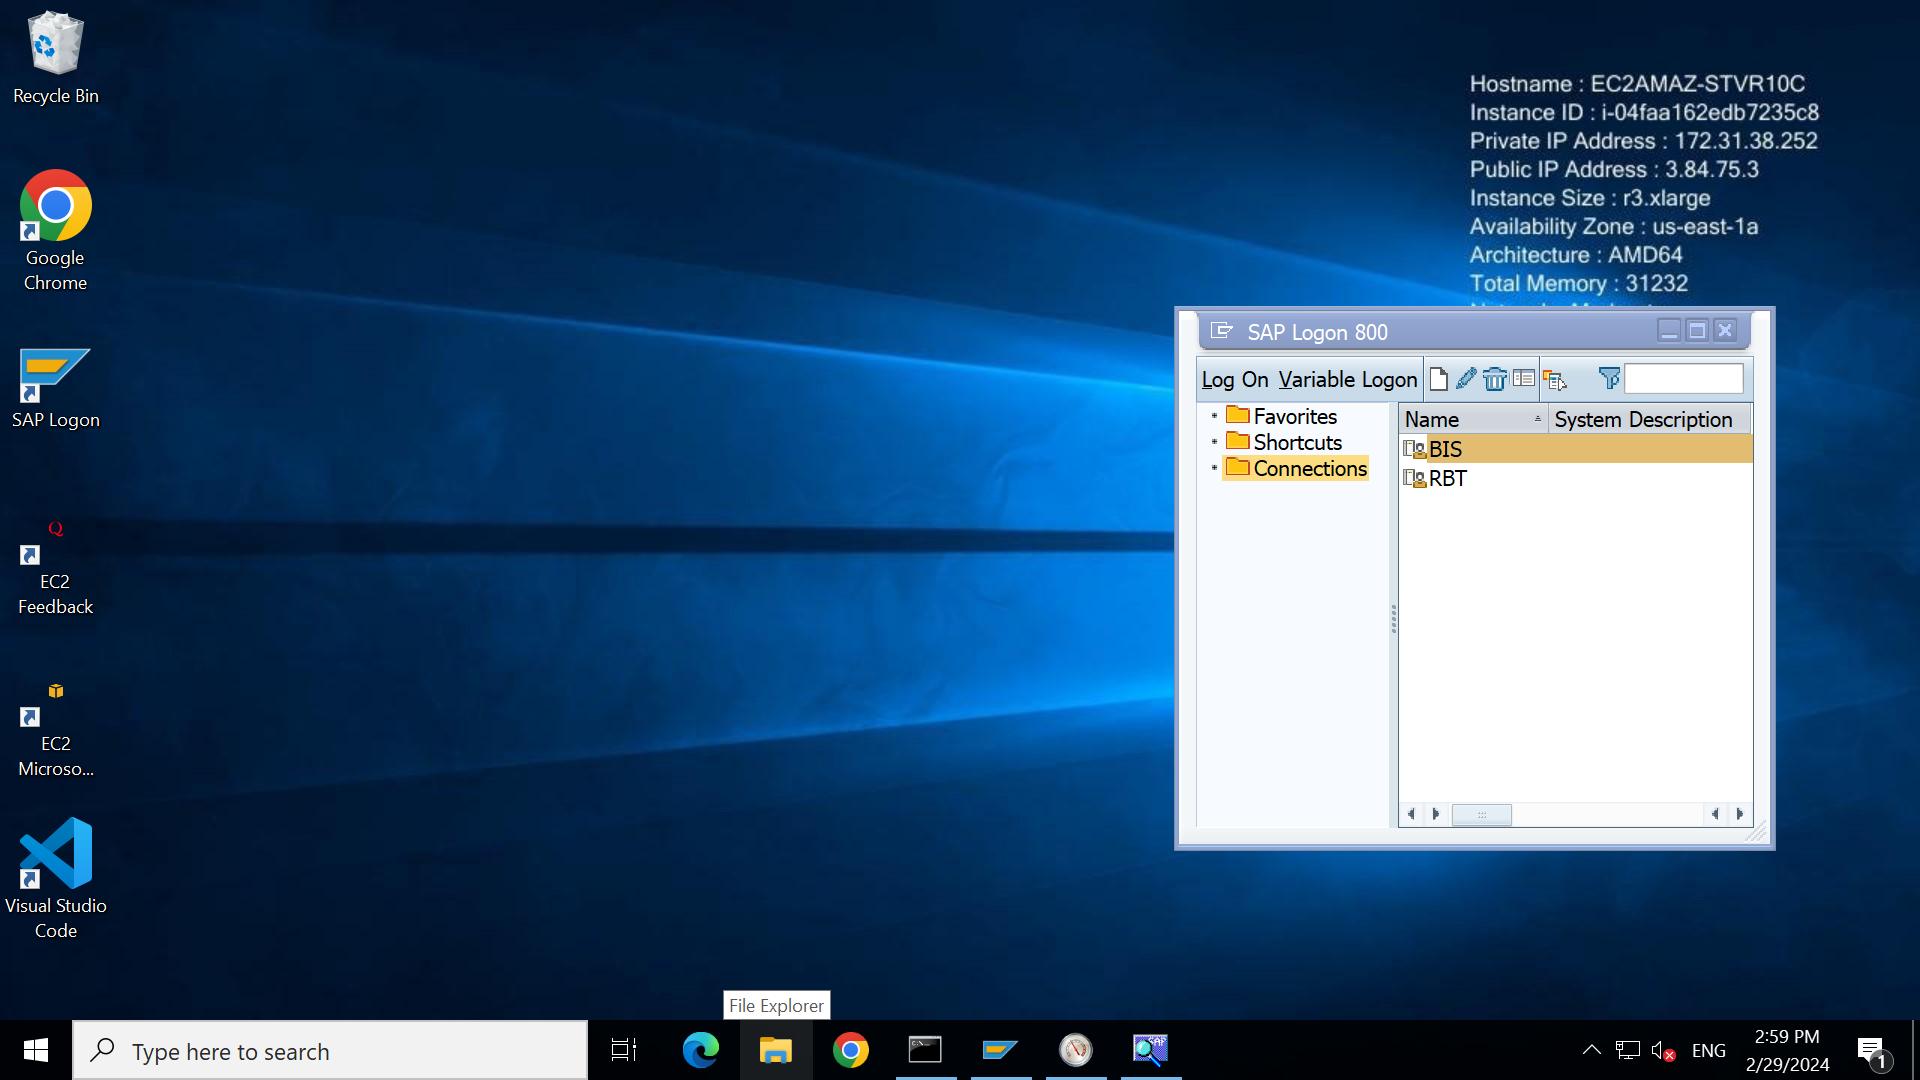 Recycle Bin
Google
Chrome
SAP Logon
EC2
Feedback
EC2
Microso...
Visual Studio
Code
Hostname : EC2AMAZ-STVR10C
Instance ID : i-04faa162edb7235c8
Private IP Address : 172.31.38.252
Public IP Address : 3.84.75.3
Instance Size : r3.xlarge
Availability Zone : us-east-1a
Architecture : AMD64
Total Memory : 31232
SAP Logon 800
Log On Variable Logon
Favorites
Shortcuts
Connections
Name System Description
BIS
RBT
File Explorer
Type here to search
ENG
2:59 PM
2/29/2024
1